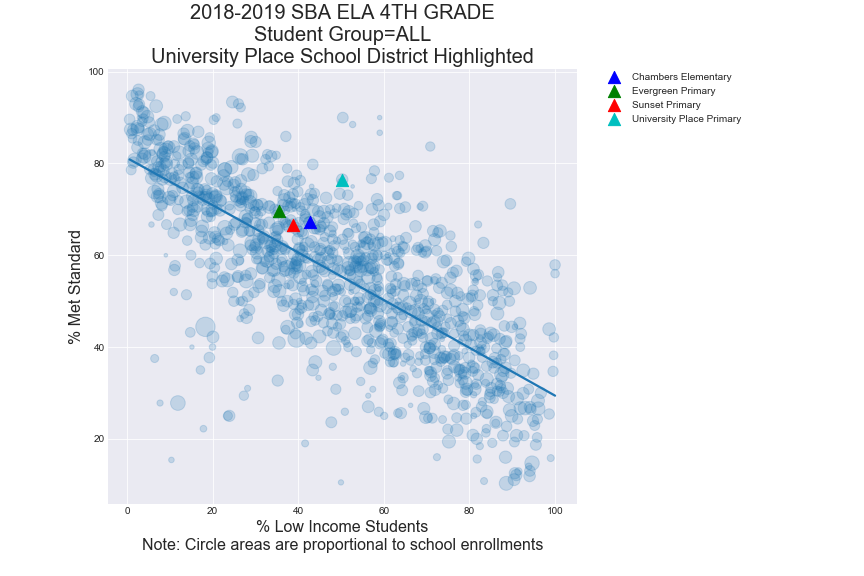 2018-2019 SBA ELA 4TH GRADE
Student Group=ALL
University Place School District Highlighted
Chambers Elementary
Evergreen Primary
Sunset Primary
University Place Primary
% Met Standard
100
80
60
40
20
0 20 40 60 80 100
% Low Income Students
Note: Circle areas are proportional to school enrollments